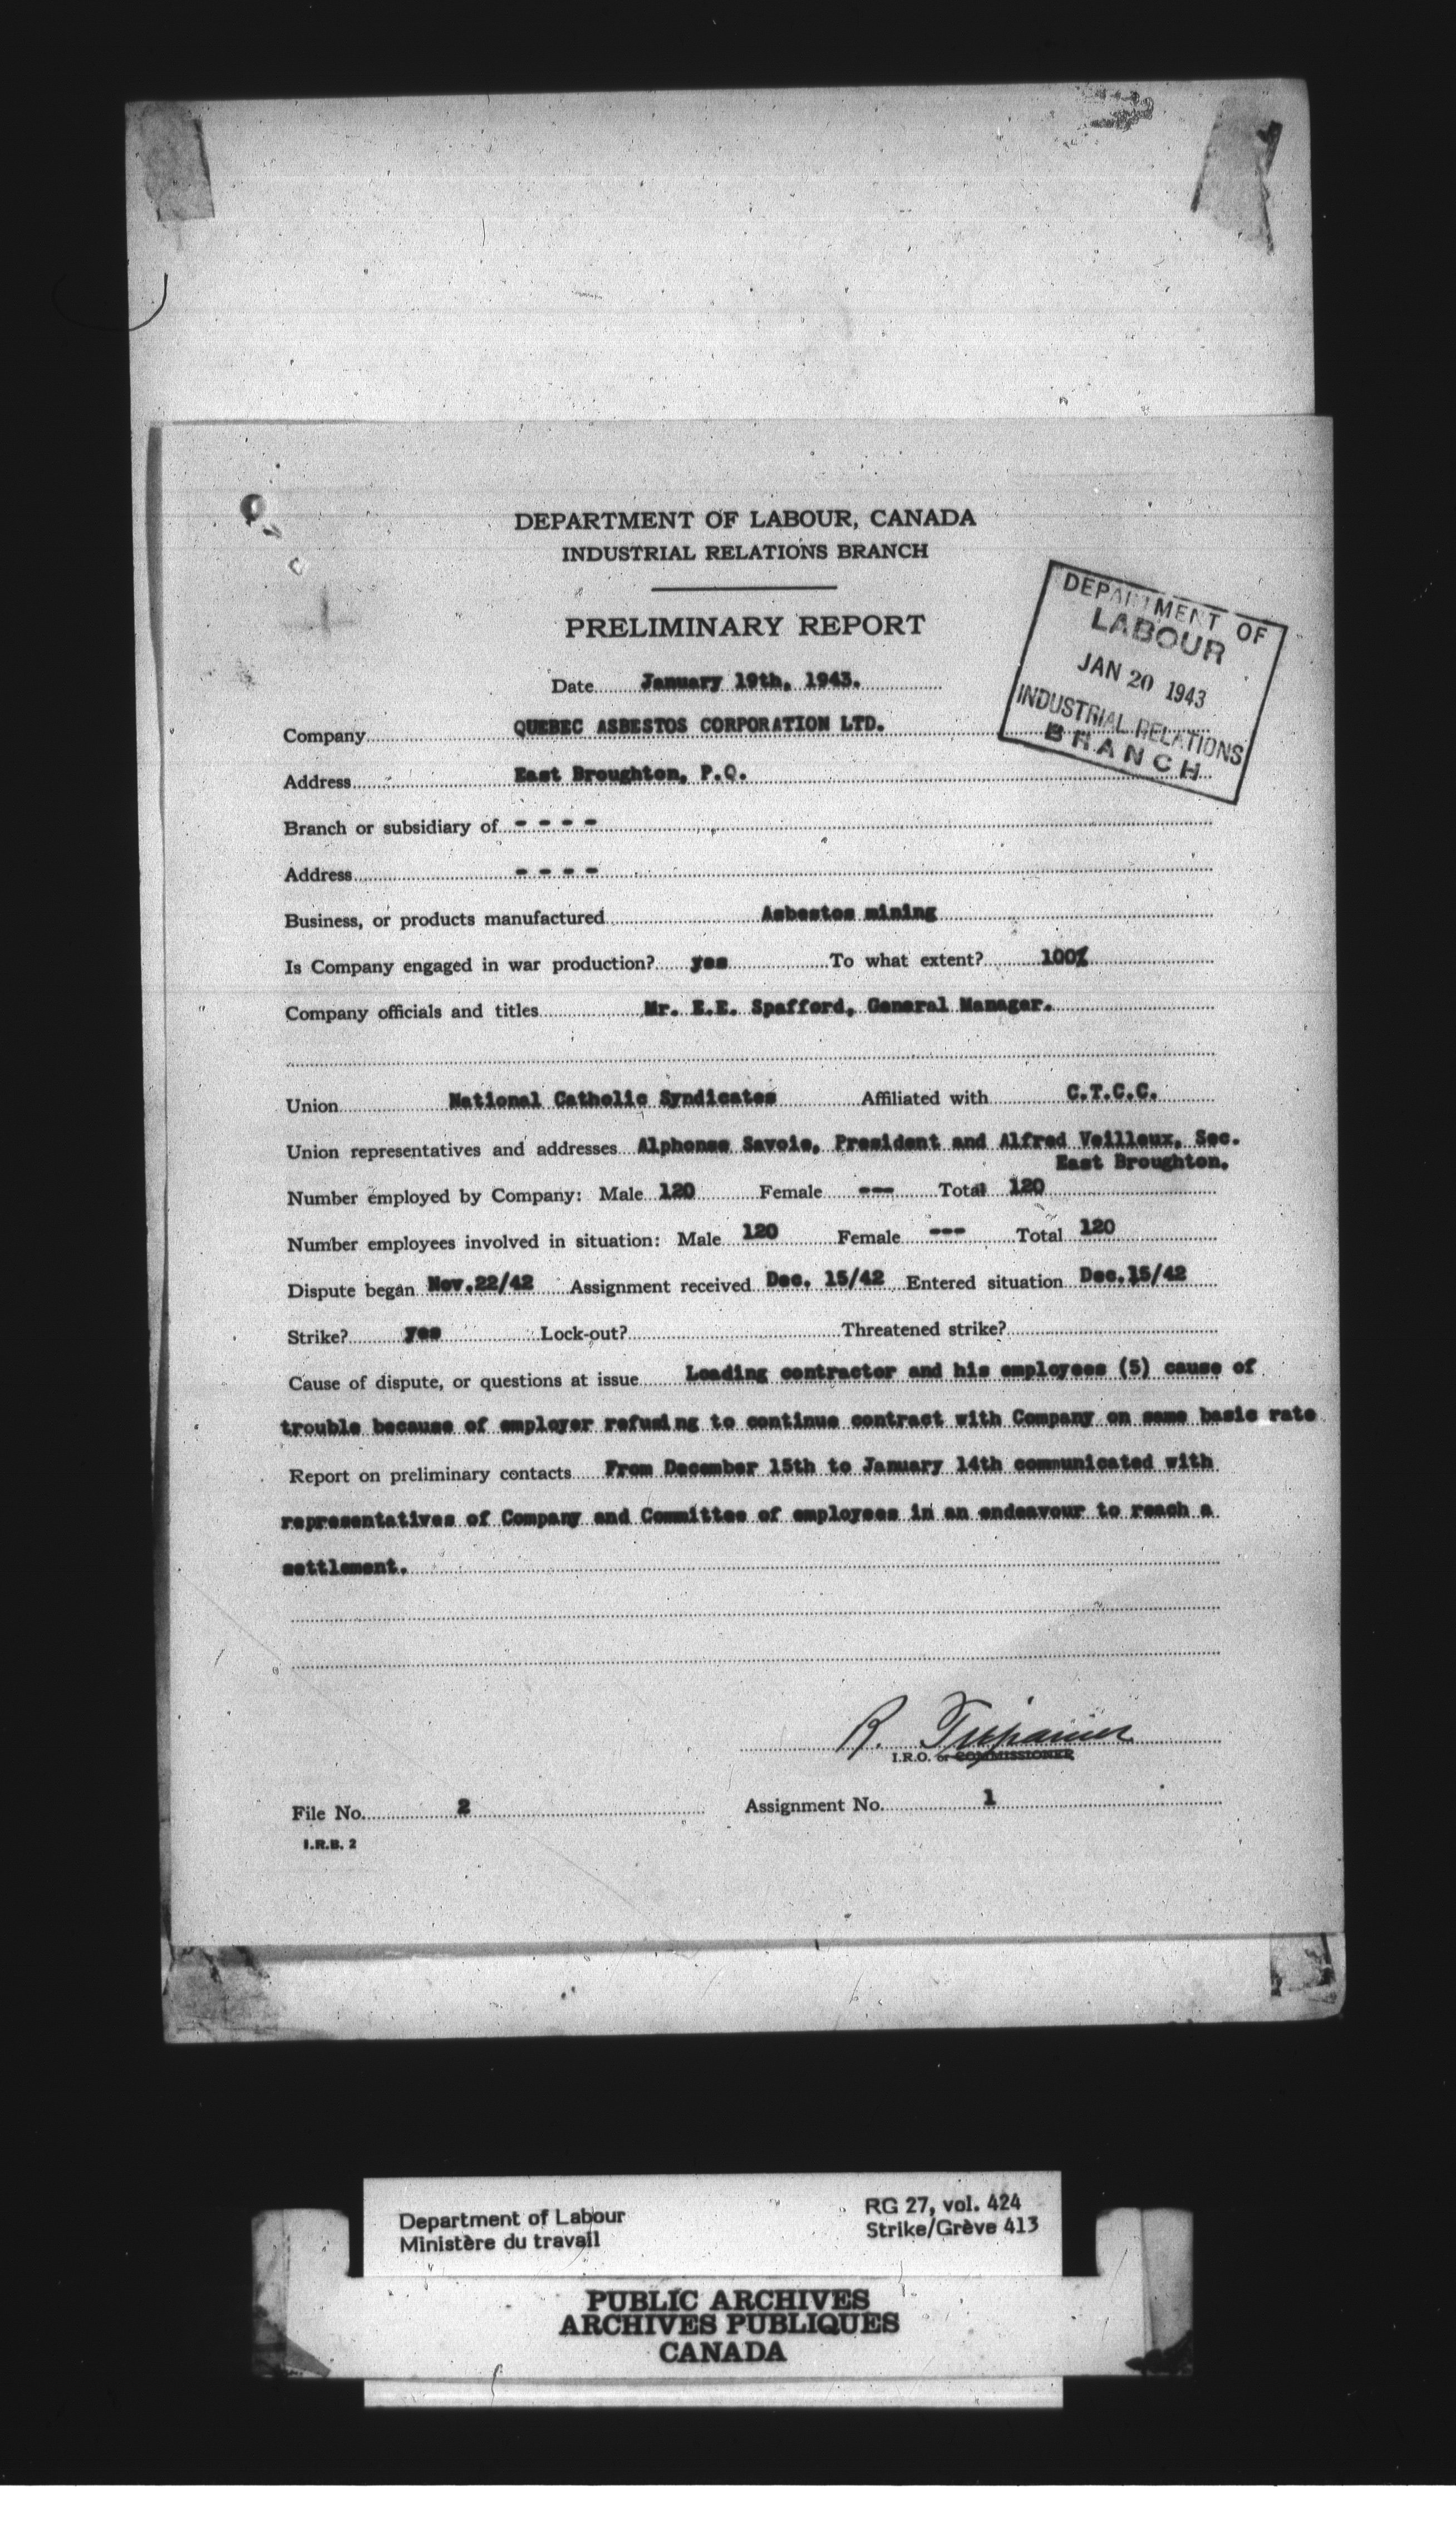 DEPARTMENT OF LABOUR, CANADA
INDUSTRIAL RELATIONS BRANCH
PRELIMINARY REPORT
DEPARTMENT OF
LABOUR
JAN 20 1943
INDUSTRIAL RELATIONS
BRANCH
Date January 19th, 1943.
Company QUEBEC ASBESTOS CORPORATION LTD.
Address East Broughton, P.Q.
Branch or subsidiary of - - - -
Address - - - -
Business, or products manufactured Asbestos mining
Is Company engaged in war production? yes To what extent? 100%
Company officials and titles Mr. E.E. Spafford, General Manager.
Union National Catholic Syndicates Affiliated with C.T.C.C.
Union representatives and addresses Alphonse Savoie, President and Alfred Veilleux, Sec.
East Broughton.
Number employed by Company: Male 120 Female --- Total 120
Number employees involved in situation: Male 120 Female --- Total 120
Dispute began Nov.22/42 Assignment received Dec. 15/42 Entered situation Dec.15/42
Strike? yes Lock-out? Threatened strike?
Cause of dispute, or questions at issue Loading contractor and his employees (5) cause of
trouble because of employer refusing to continue contract with Company on same basic rate
Report on preliminary contacts From December 15th to January 14th communicated with
representatives of Company and Committee of employees in an endeavour to reach a
settlement.
R. Trepanier
I.R.O. or COMMISSIONER
File No. 2 Assignment No. 1
I.R.B. 2
Department of Labour RG 27, vol. 424
Ministère du travail Strike/Grève 413
PUBLIC ARCHIVES
ARCHIVES PUBLIQUES
CANADA